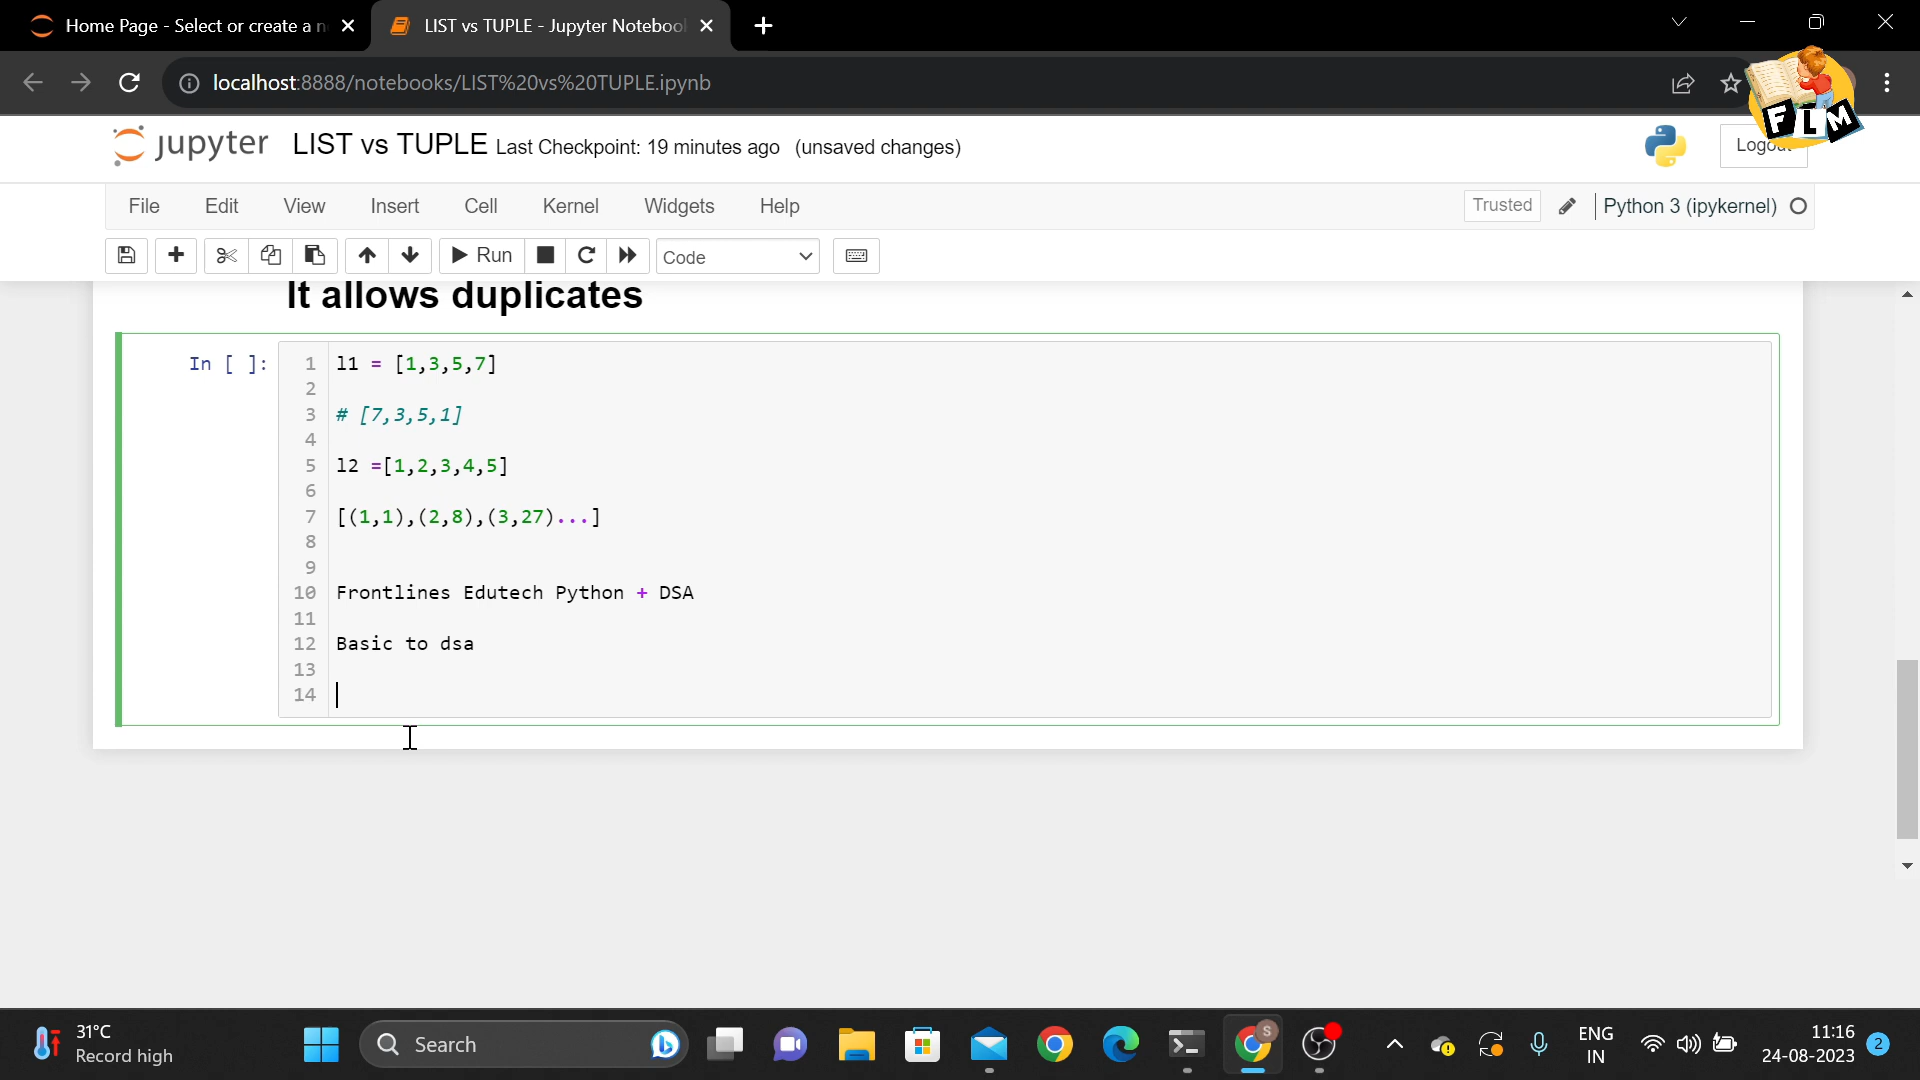 Home Page - Select or create a n
LIST vs TUPLE - Jupyter Notebook
localhost:8888/notebooks/LIST%20vs%20TUPLE.ipynb
FLM
jupyter LIST vs TUPLE Last Checkpoint: 19 minutes ago (unsaved changes)
Logout
File Edit View Insert Cell Kernel Widgets Help
Trusted
Python 3 (ipykernel)
Run
Code
It allows duplicates
In [ ]:
1 l1 = [1,3,5,7]
2
3 # [7,3,5,1]
4
5 l2 =[1,2,3,4,5]
6
7 [(1,1),(2,8),(3,27)...]
8
9
10 Frontlines Edutech Python + DSA
11
12 Basic to dsa
13
14
31°C
Record high
Search
S
ENG
IN
11:16
24-08-2023
2